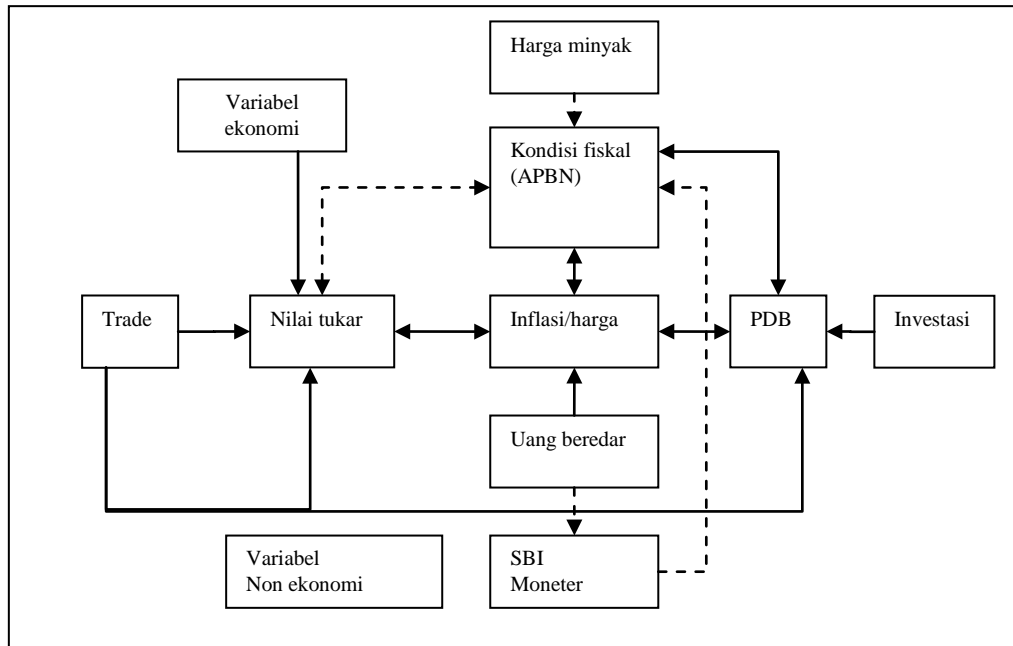 Harga minyak
Variabel
ekonomi
Kondisi fiskal
(APBN)
Trade
Nilai tukar
Inflasi/harga
PDB
Investasi
Uang beredar
Variabel
Non ekonomi
SBI
Moneter